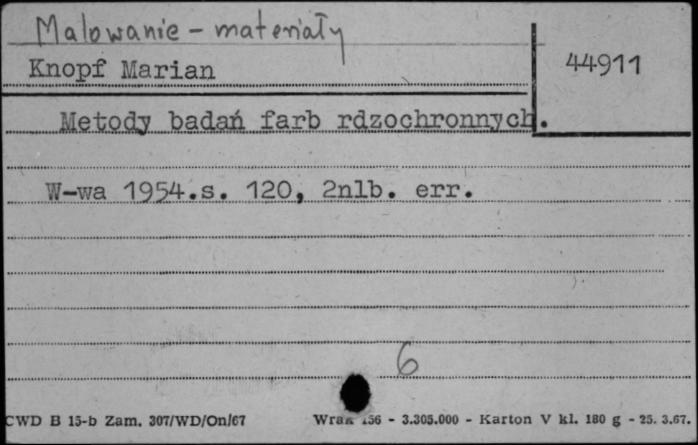 Malowanie - materiały
Knopf Marian
44911
Metody badań farb rdzochronnych.
W-wa 1954.s. 120, 2nlb. err.
6
CWD B 15-b Zam. 307/WD/On/67 156 - 3.305.000 - Karton V kl. 180 g - 25. 3.67.